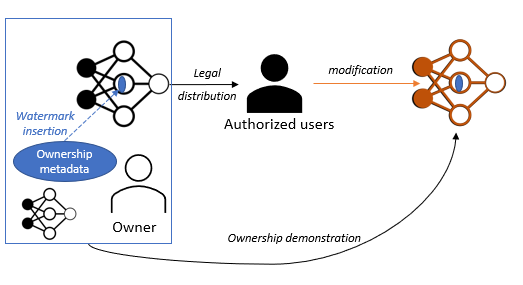 Legal
distribution
modification
Authorized users
Watermark
insertion
Ownership
metadata
Owner
Ownership demonstration